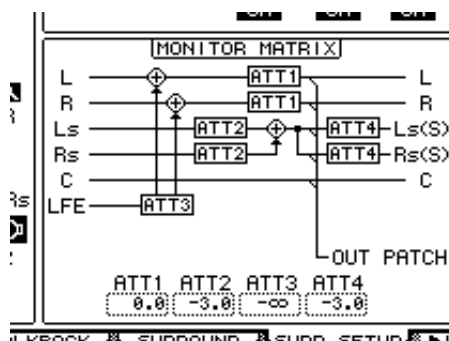 MONITOR MATRIX
L ATT1 L
R ATT1 R
Ls ATT2 ATT4 Ls(S)
Rs ATT2 ATT4 Rs(S)
C C
Rs
LFE ATT3
OUT PATCH
ATT1 ATT2 ATT3 ATT4
0.0 -3.0 -∞ -3.0
SURROUND